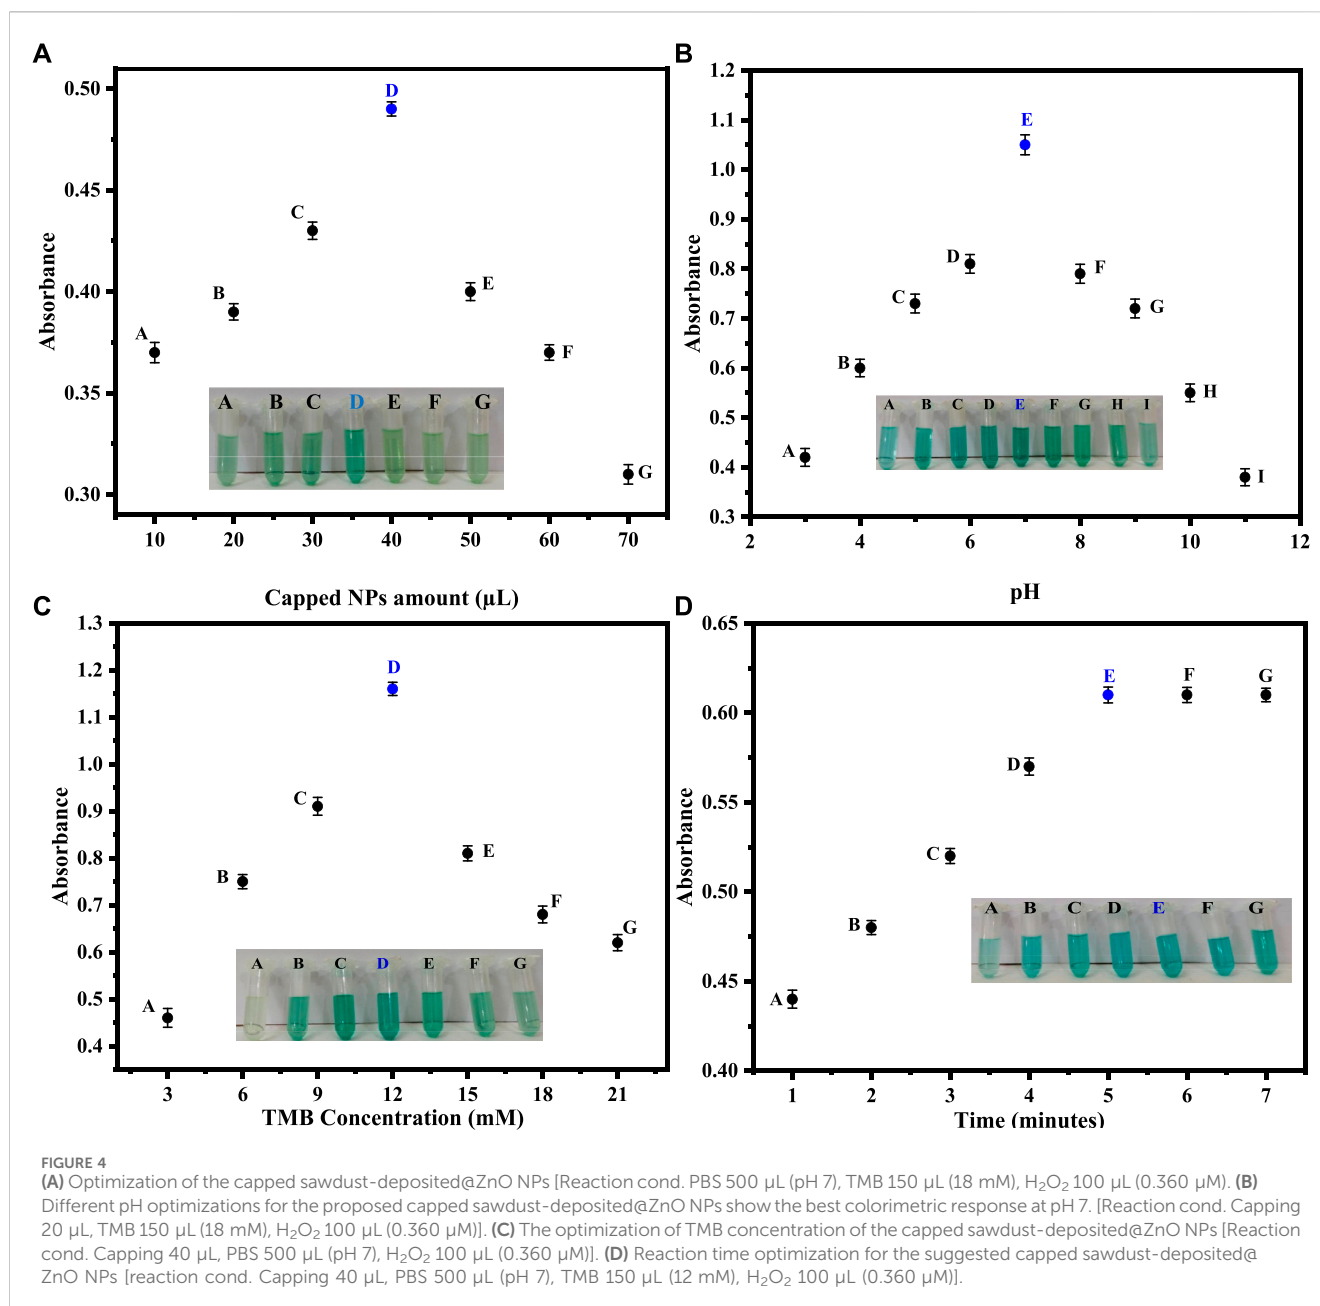 A
Absorbance
0.50
0.45
0.40
0.35
0.30
A
B
C
D
E
F
G
A B C D E F G
10 20 30 40 50 60 70
Capped NPs amount (µL)
B
Absorbance
1.2
1.1
1.0
0.9
0.8
0.7
0.6
0.5
0.4
0.3
A
B
C
D
E
F
G
H
I
A B C D E F G H I
2 4 6 8 10 12
pH
C
Absorbance
1.3
1.2
1.1
1.0
0.9
0.8
0.7
0.6
0.5
0.4
A
B
C
D
E
F
G
A B C D E F G
3 6 9 12 15 18 21
TMB Concentration (mM)
D
Absorbance
0.65
0.60
0.55
0.50
0.45
0.40
A
B
C
D
E
F
G
A B C D E F G
1 2 3 4 5 6 7
Time (minutes)
FIGURE 4
(A) Optimization of the capped sawdust-deposited@ZnO NPs [Reaction cond. PBS 500 µL (pH 7), TMB 150 µL (18 mM), H₂O₂ 100 µL (0.360 µM). (B)
Different pH optimizations for the proposed capped sawdust-deposited@ZnO NPs show the best colorimetric response at pH 7. [Reaction cond. Capping
20 µL, TMB 150 µL (18 mM), H₂O₂ 100 µL (0.360 µM)]. (C) The optimization of TMB concentration of the capped sawdust-deposited@ZnO NPs [Reaction
cond. Capping 40 µL, PBS 500 µL (pH 7), H₂O₂ 100 µL (0.360 µM)]. (D) Reaction time optimization for the suggested capped sawdust-deposited@
ZnO NPs [reaction cond. Capping 40 µL, PBS 500 µL (pH 7), TMB 150 µL (12 mM), H₂O₂ 100 µL (0.360 µM)].